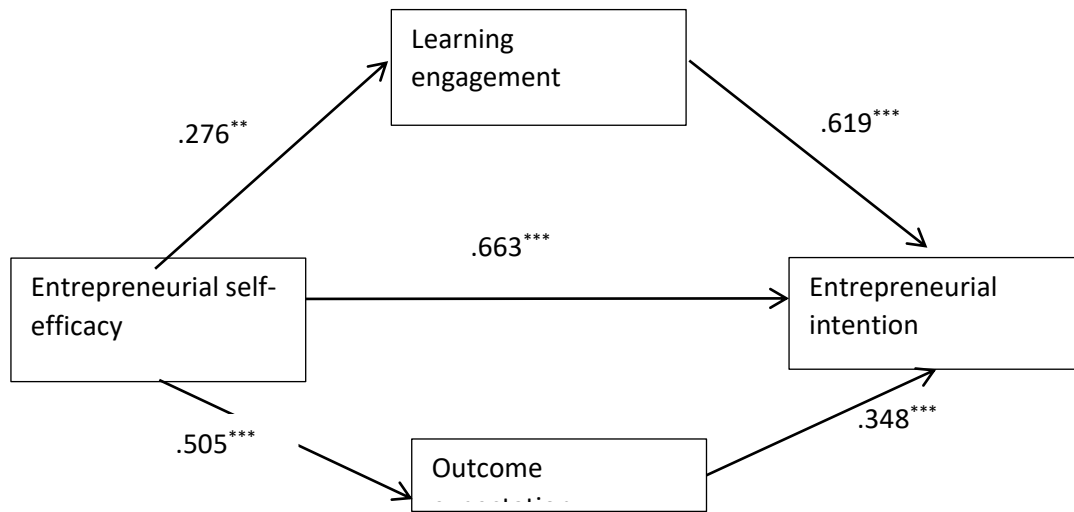 Learning
engagement
.276**
.619***
.663***
Entrepreneurial self-
efficacy
Entrepreneurial
intention
.505***
.348***
Outcome